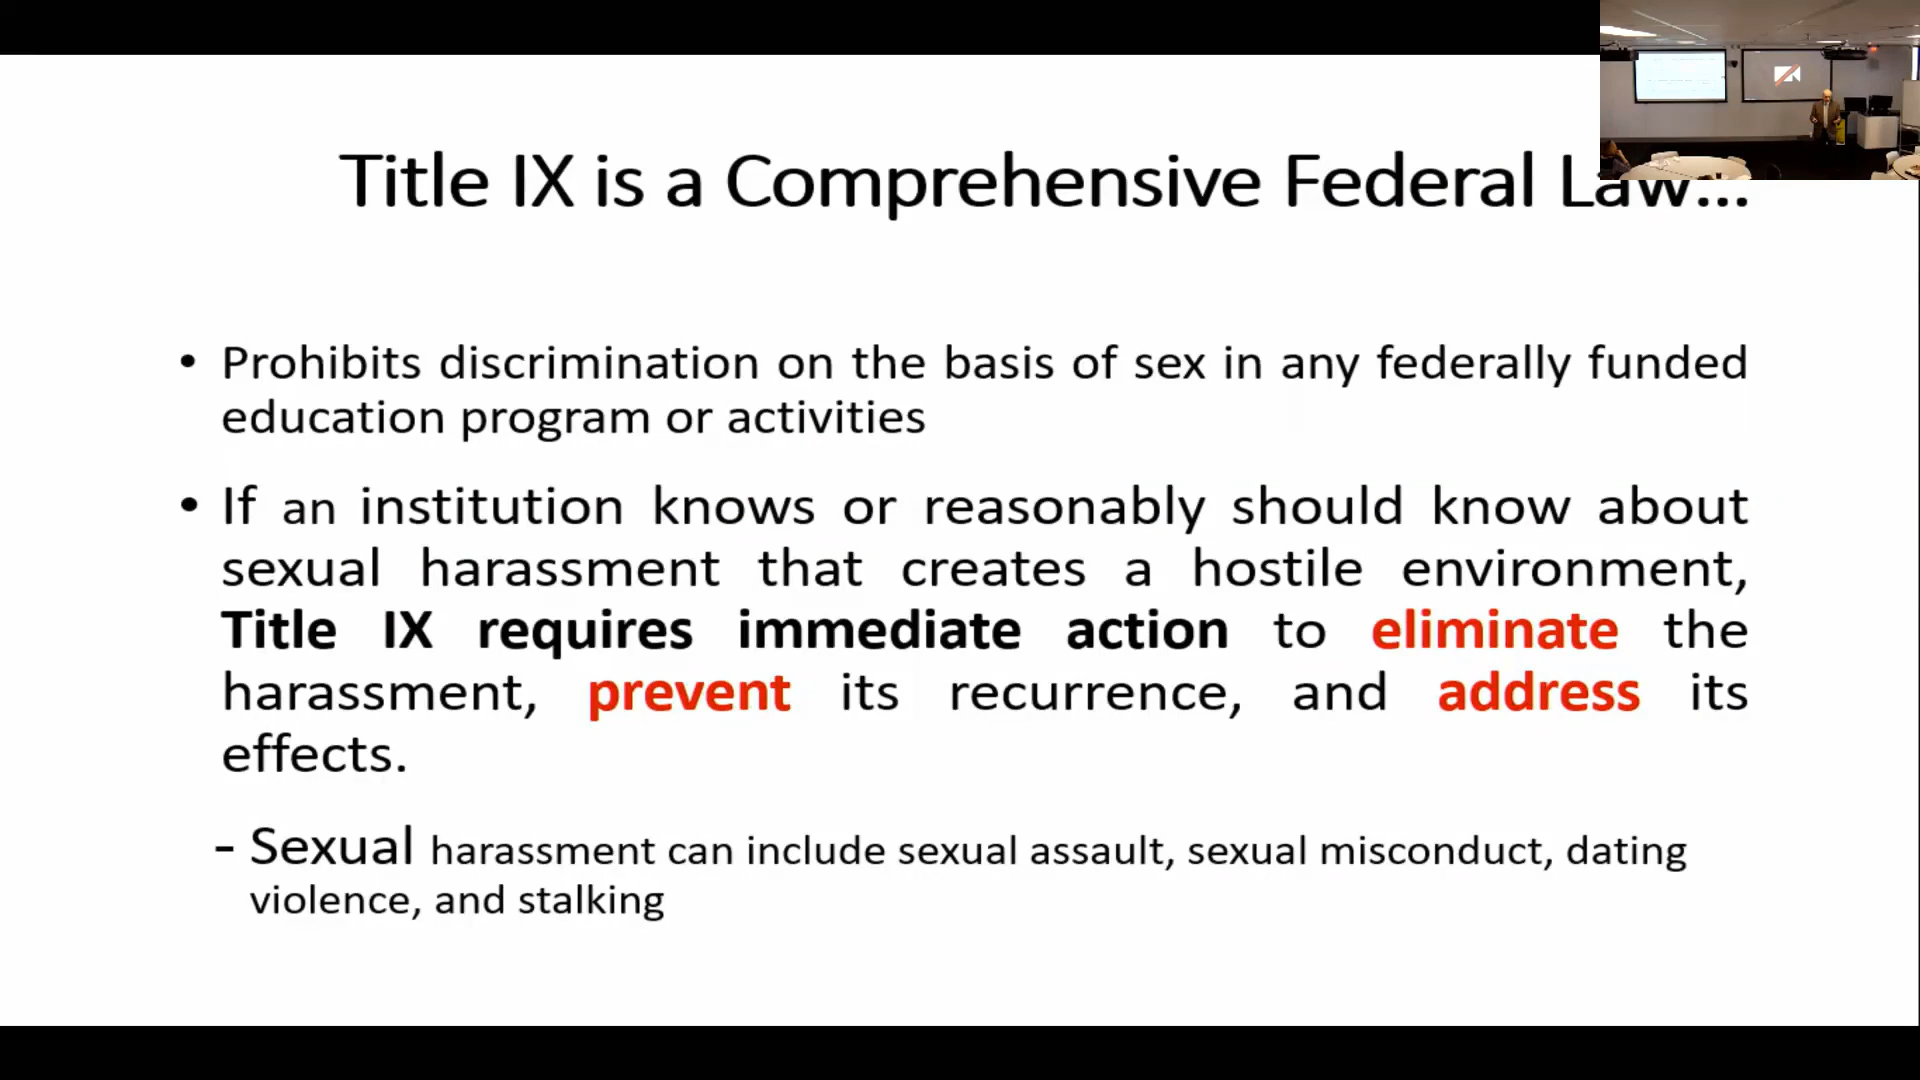 Title IX is a Comprehensive Federal Law...
• Prohibits discrimination on the basis of sex in any federally funded
education program or activities
• If an institution knows or reasonably should know about
sexual harassment that creates a hostile environment,
Title IX requires immediate action to eliminate the
harassment, prevent its recurrence, and address its
effects.
- Sexual harassment can include sexual assault, sexual misconduct, dating
violence, and stalking